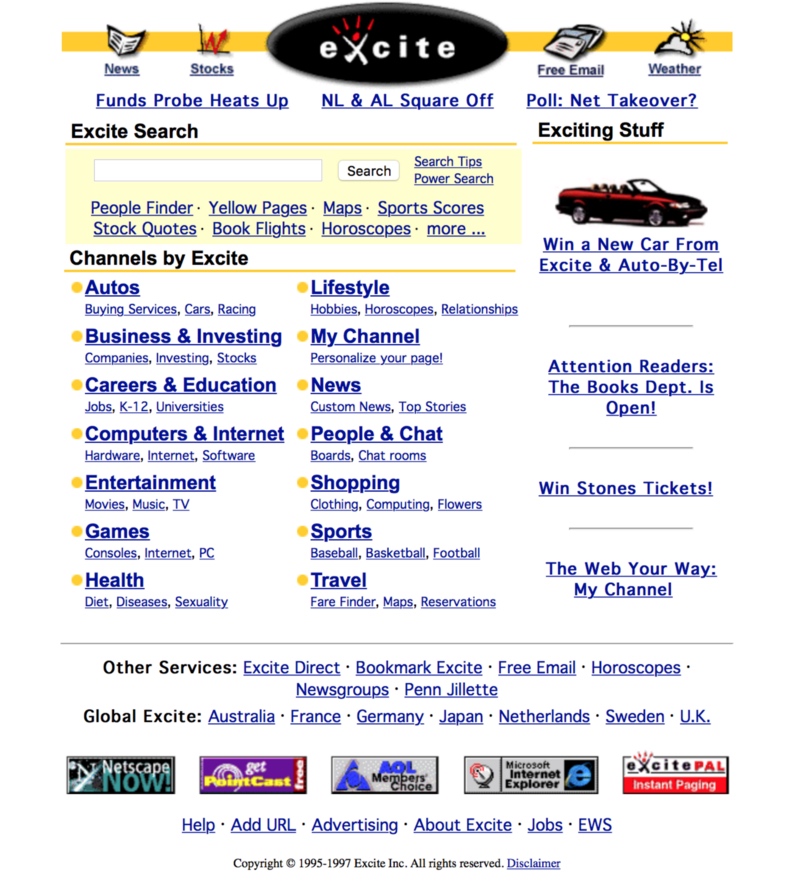 excite
News
Stocks
Free Email
Weather
Funds Probe Heats Up
NL & AL Square Off
Poll: Net Takeover?
Excite Search
Search
Search Tips
Power Search
People Finder · Yellow Pages · Maps · Sports Scores
Stock Quotes · Book Flights · Horoscopes · more ...
Channels by Excite
Autos
Buying Services, Cars, Racing
Business & Investing
Companies, Investing, Stocks
Careers & Education
Jobs, K-12, Universities
Computers & Internet
Hardware, Internet, Software
Entertainment
Movies, Music, TV
Games
Consoles, Internet, PC
Health
Diet, Diseases, Sexuality
Lifestyle
Hobbies, Horoscopes, Relationships
My Channel
Personalize your page!
News
Custom News, Top Stories
People & Chat
Boards, Chat rooms
Shopping
Clothing, Computing, Flowers
Sports
Baseball, Basketball, Football
Travel
Fare Finder, Maps, Reservations
Exciting Stuff
Win a New Car From
Excite & Auto-By-Tel
Attention Readers:
The Books Dept. Is
Open!
Win Stones Tickets!
The Web Your Way:
My Channel
Other Services: Excite Direct · Bookmark Excite · Free Email · Horoscopes ·
Newsgroups · Penn Jillette
Global Excite: Australia · France · Germany · Japan · Netherlands · Sweden · U.K.
N Netscape
Now!
get
PointCast
free
AOL
Members'
Choice
Microsoft
Internet
Explorer
excite PAL
Instant Paging
Help · Add URL · Advertising · About Excite · Jobs · EWS
Copyright © 1995-1997 Excite Inc. All rights reserved. Disclaimer